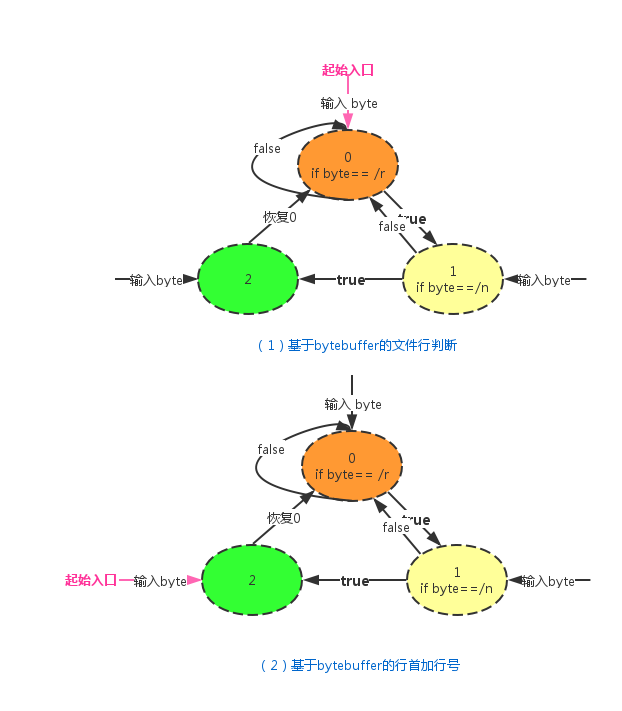 起始入口
输入 byte
false
0
if byte== /r
恢复0
true
false
输入byte
2
true
1
if byte==/n
输入byte
（1）基于bytebuffer的文件行判断
输入 byte
false
0
if byte== /r
恢复0
true
false
起始入口
输入byte
2
true
1
if byte==/n
输入byte
（2）基于bytebuffer的行首加行号